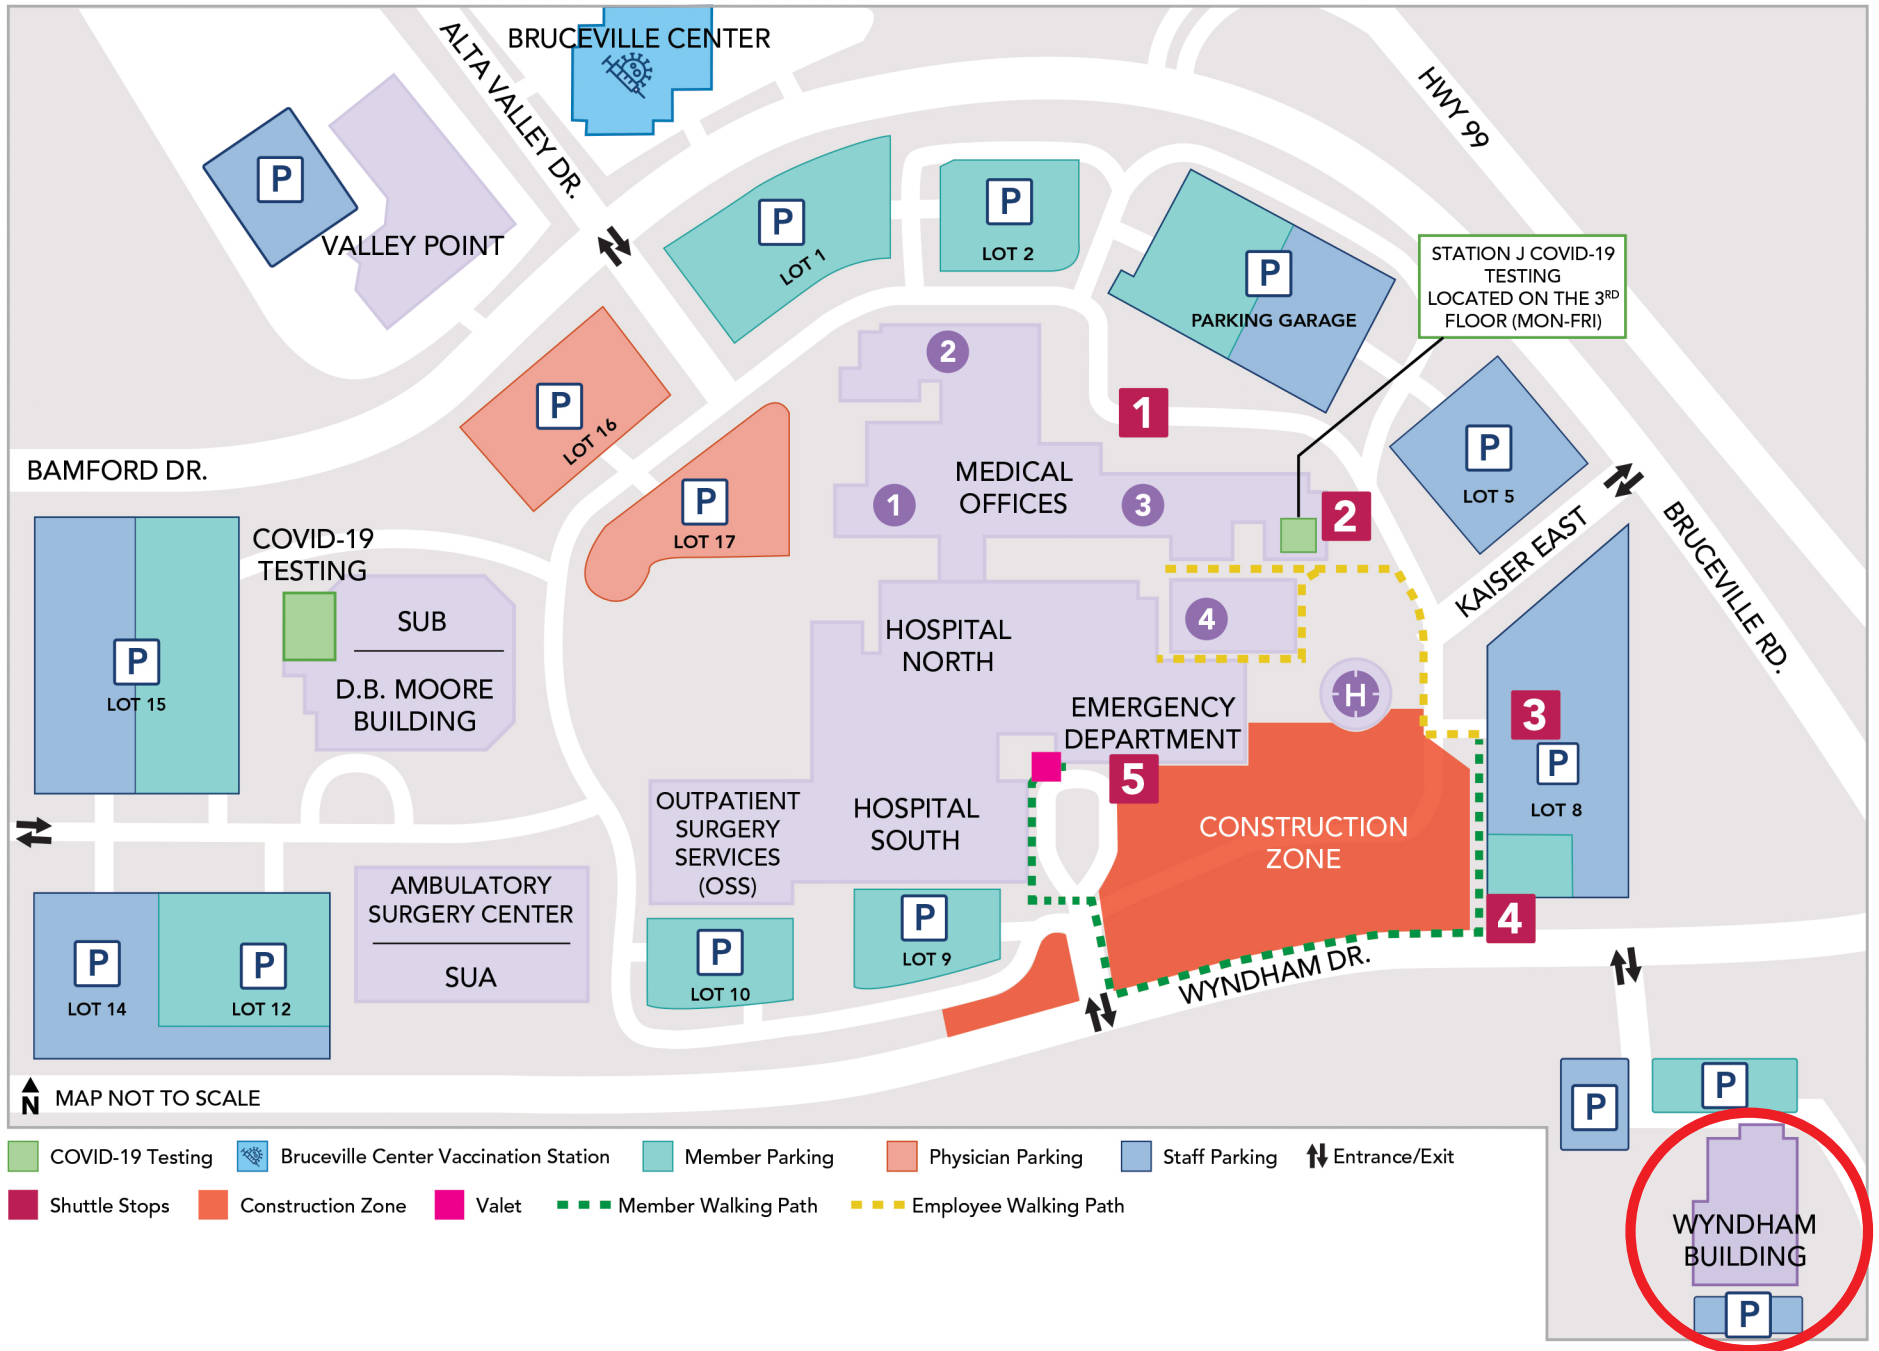 BRUCEVILLE CENTER
ALTA VALLEY DR.
HWY 99
P
VALLEY POINT
P
LOT 1
P
LOT 2
P
PARKING GARAGE
STATION J COVID-19
TESTING
LOCATED ON THE 3RD
FLOOR (MON-FRI)
P
LOT 16
2
1
BAMFORD DR.
P
LOT 17
MEDICAL
OFFICES
1
3
2
P
LOT 5
KAISER EAST
BRUCEVILLE RD.
COVID-19
TESTING
P
LOT 15
SUB
D.B. MOORE
BUILDING
HOSPITAL
NORTH
4
H
EMERGENCY
DEPARTMENT
5
3
P
LOT 8
OUTPATIENT
SURGERY
SERVICES
(OSS)
HOSPITAL
SOUTH
CONSTRUCTION
ZONE
4
P
LOT 14
P
LOT 12
AMBULATORY
SURGERY CENTER
SUA
P
LOT 10
P
LOT 9
WYNDHAM DR.
N
MAP NOT TO SCALE
P
P
WYNDHAM
BUILDING
P
COVID-19 Testing
Bruceville Center Vaccination Station
Member Parking
Physician Parking
Staff Parking
Entrance/Exit
Shuttle Stops
Construction Zone
Valet
Member Walking Path
Employee Walking Path